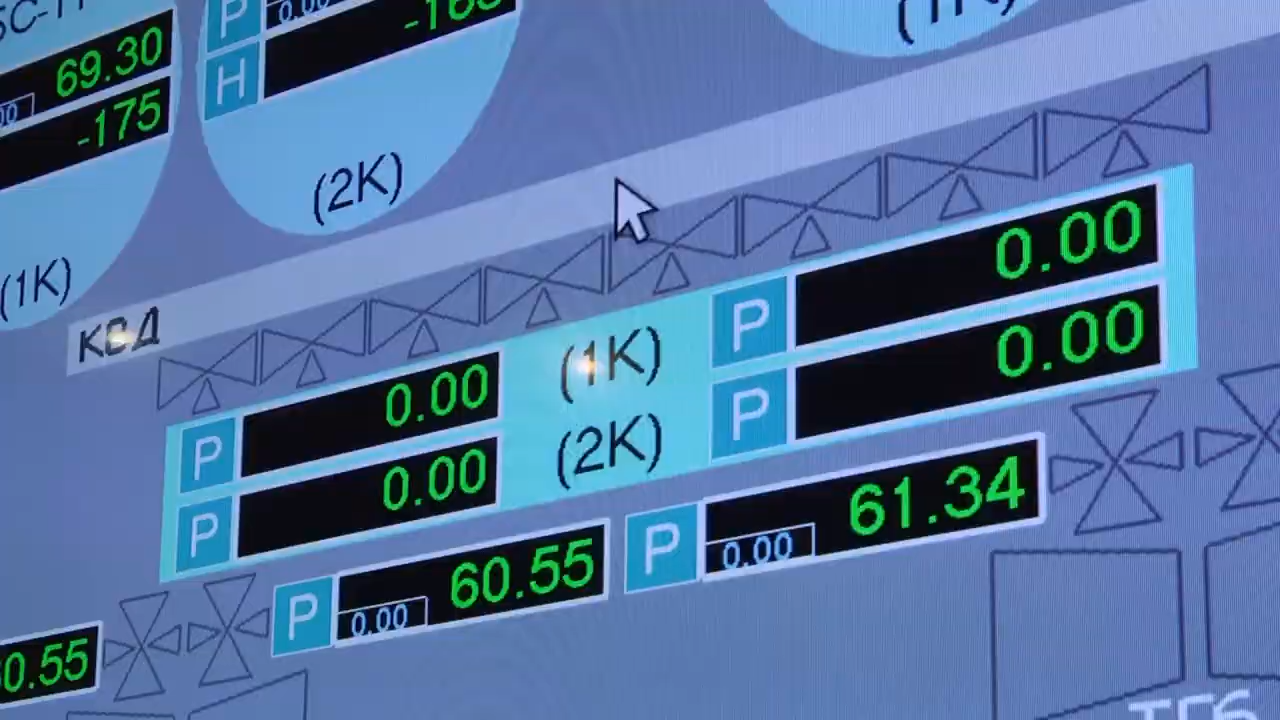 P 0.00
69.30
H
-175
(2K)
(1K)
КВД
P 0.00 (1K) P 0.00
P 0.00 (2K) P 0.00
P 0.00 60.55 P 0.00 61.34